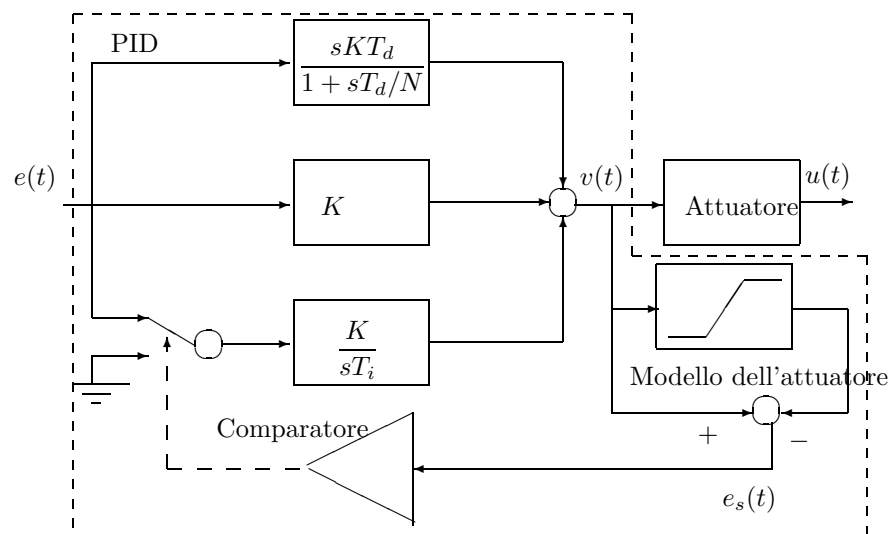 PID
sKT_d
1 + sT_d/N
e(t)
K
v(t)
Attuatore
u(t)
K
sT_i
Modello dell'attuatore
Comparatore
+
−
e_s(t)